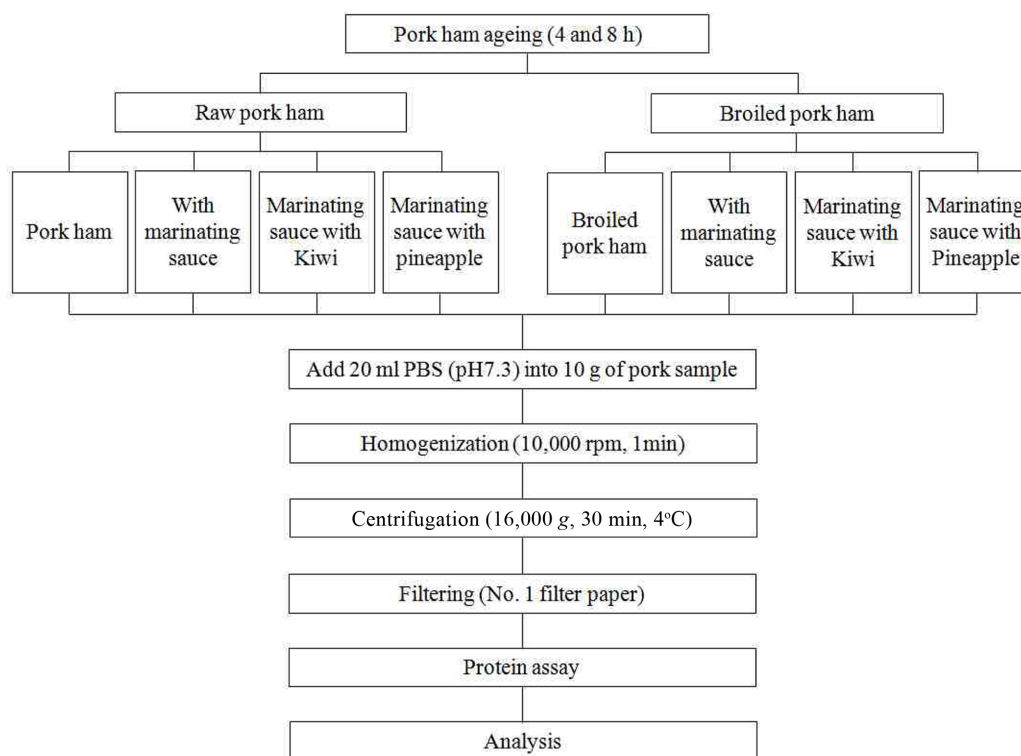 Pork ham ageing (4 and 8 h)
Raw pork ham
Broiled pork ham
Pork ham
With
marinating
sauce
Marinating
sauce with
Kiwi
Marinating
sauce with
pineapple
Broiled
pork ham
With
marinating
sauce
Marinating
sauce with
Kiwi
Marinating
sauce with
Pineapple
Add 20 ml PBS (pH7.3) into 10 g of pork sample
Homogenization (10,000 rpm, 1min)
Centrifugation (16,000 g, 30 min, 4°C)
Filtering (No. 1 filter paper)
Protein assay
Analysis